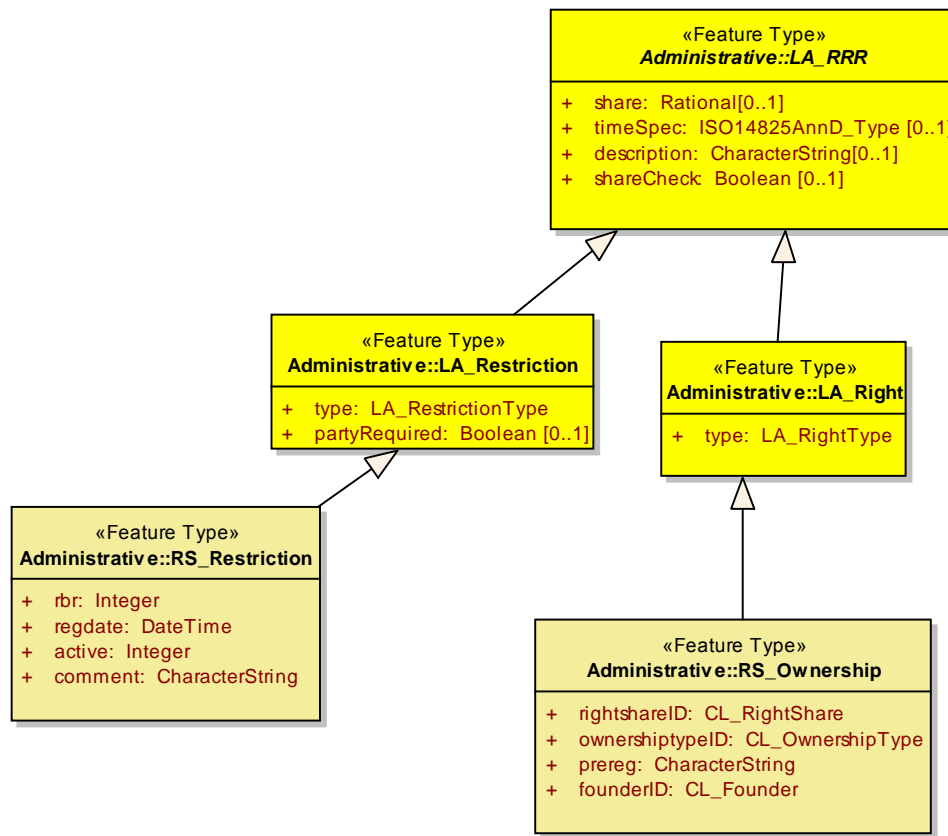 «Feature Type»
Administrative::LA_RRR
+ share: Rational[0..1]
+ timeSpec: ISO14825AnnD_Type [0..1]
+ description: CharacterString[0..1]
+ shareCheck: Boolean [0..1]
«Feature Type»
Administrative::LA_Restriction
+ type: LA_RestrictionType
+ partyRequired: Boolean [0..1]
«Feature Type»
Administrative::LA_Right
+ type: LA_RightType
«Feature Type»
Administrative::RS_Restriction
+ rbr: Integer
+ regdate: DateTime
+ active: Integer
+ comment: CharacterString
«Feature Type»
Administrative::RS_Ownership
+ rightshareID: CL_RightShare
+ ownershiptypeID: CL_OwnershipType
+ prereg: CharacterString
+ founderID: CL_Founder